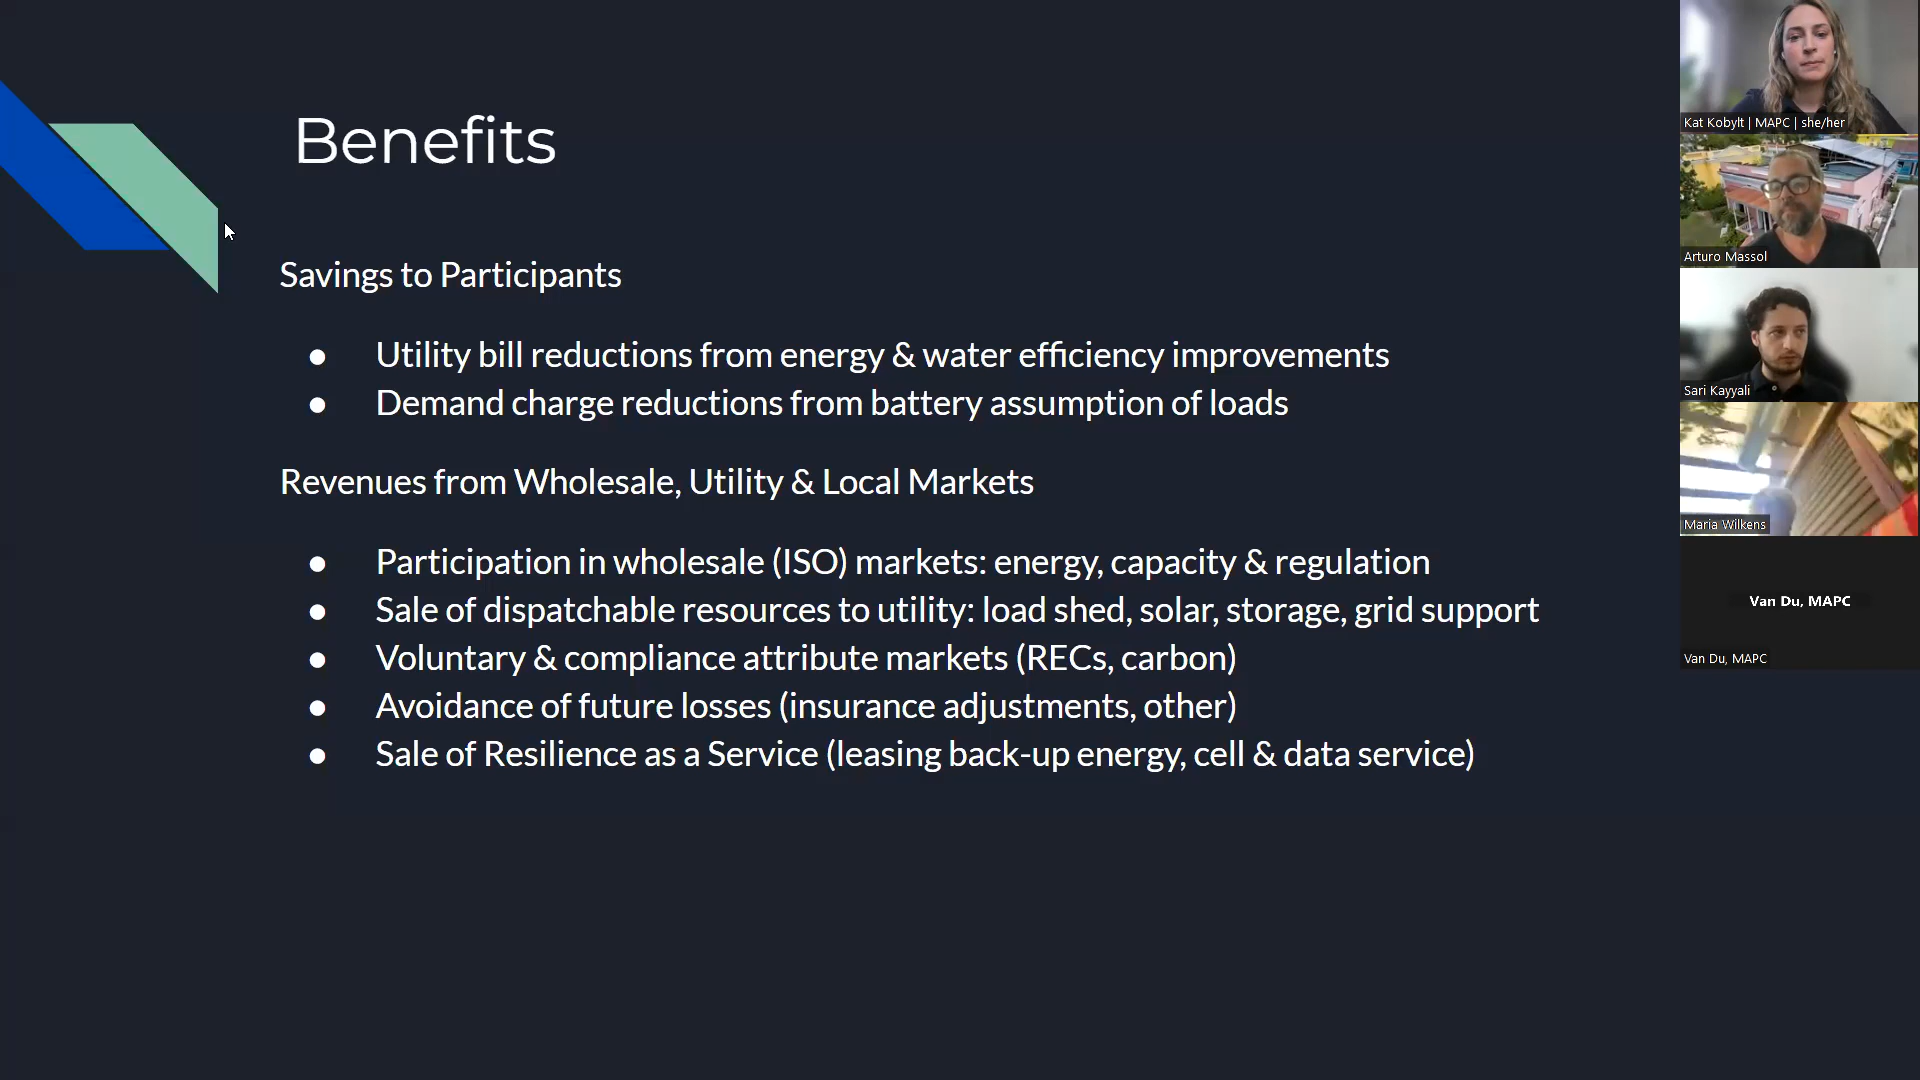 Benefits
Savings to Participants
● Utility bill reductions from energy & water efficiency improvements
● Demand charge reductions from battery assumption of loads
Revenues from Wholesale, Utility & Local Markets
● Participation in wholesale (ISO) markets: energy, capacity & regulation
● Sale of dispatchable resources to utility: load shed, solar, storage, grid support
● Voluntary & compliance attribute markets (RECs, carbon)
● Avoidance of future losses (insurance adjustments, other)
● Sale of Resilience as a Service (leasing back-up energy, cell & data service)
Kat Kobylt | MAPC | she/her
Arturo Massol
Sari Kayyali
Maria Wilkens
Van Du, MAPC
Van Du, MAPC